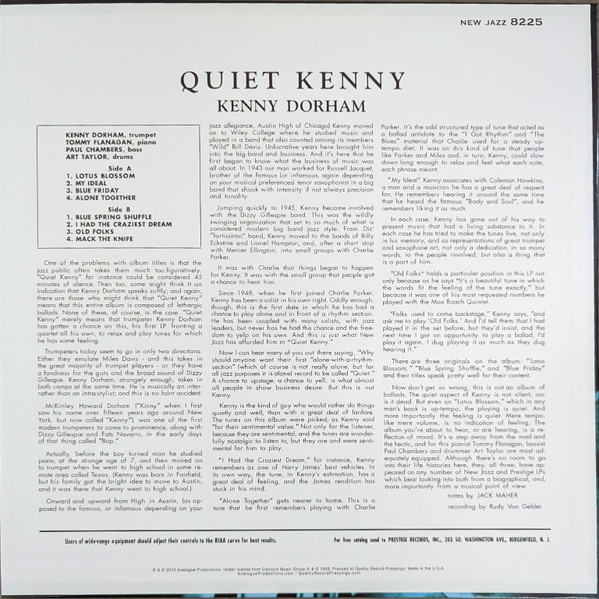 NEW JAZZ 8225
QUIET KENNY
KENNY DORHAM
KENNY DORHAM, trumpet
TOMMY FLANAGAN, piano
PAUL CHAMBERS, bass
ART TAYLOR, drums
Side A
1. LOTUS BLOSSOM
2. MY IDEAL
3. BLUE FRIDAY
4. ALONE TOGETHER
Side B
1. BLUE SPRING SHUFFLE
2. I HAD THE CRAZIEST DREAM
3. OLD FOLKS
4. MACK THE KNIFE
One of the problems with album titles is that the
jazz public often takes them much too figuratively.
"Quiet Kenny" for instance could be considered 45
minutes of silence. Then too, some might think it an
indication that Kenny Dorham speaks softly; and again,
there are those who might think that "Quiet Kenny"
means that this entire album is composed of lethargic
ballads. None of these, of course, is the case. "Quiet
Kenny" merely means that trumpeter Kenny Dorham
has gotten a chance on this, his first LP fronting a
quartet all his own, to relax and play tunes for which
he has some feeling.
Trumpeters today seem to go in only two directions.
Either they emulate Miles Davis - and this takes in
the great majority of trumpet players - or they have
a fondness for the guts and the broad sound of Dizzy
Gillespie. Kenny Dorham, strangely enough, takes in
both camps at the same time. He is musically an inter-
nather than an intra-stylist; and this is no faint accident.
McKinley Howard Dorham ("Kinny" when I first
saw his name over fifteen years ago around New
York, but now called "Kenny"), was one of the first
modern trumpeters to come to prominence, along with
Dizzy Gillespie and Fats Navarro, in the early days
of that thing called "Bop."
Actually, before the boy turned man he studied
piano, at the strange age of 7, and then moved on
to trumpet when he went to high school in some re-
mote area called Texas. (Kenny was born in Fairfield,
but his family got the bright idea to move to Austin,
and it was there that Kenny went to high school.)
Onward and upward from High in Austin, (as op-
posed to the famous, or infamous depending on your
jazz allegiance, Austin High of Chicago) Kenny moved
on to Wiley College where he studied music and
played in a band that also counted among its members
"Wild" Bill Davis. Unlucrative years have brought him
into the big band and business. And it's here that he
first began to know what the business of music was
all about. In 1943 our man worked for Russell Jacquet,
brother of the famous (or infamous, again depending
on your musical preferences) tenor saxophonist in a big
band that shook with intensity if not always precision
and tonality.
Jumping quickly to 1945, Kenny became involved
with the Dizzy Gillespie band. This was the wildly
swinging organization that set to so much of what is
considered modern big band jazz style. From Diz'
"fortissimo" band, Kenny moved to the bands of Billy
Eckstine and Lionel Hampton, and, after a short stop
with Mercer Ellington, into small groups with Charlie
Parker.
It was with Charlie that things began to happen
for Kenny. It was with the small group that people got
a chance to hear him.
Since 1948, when he first joined Charlie Parker,
Kenny has been a soloist in his own right. Oddly enough,
though, this is the first date in which he has had a
chance to play alone and in front of a rhythm section.
He has been coupled with many soloists, with jazz
leaders, but never has he had the chance and the free-
dom to yelp on his own. And this is just what New
Jazz has afforded him in "Quiet Kenny"
Now I can hear many of you out there saying, "Why
should anyone want their first "alone-with-a-rhythm-
section" (which of course is not really alone, but for
all jazz purposes it is alone) record to be called "Quiet."
A chance to upstage, a chance to yell, is what almost
all people in show business desire. But this is not
Kenny.
Kenny is the kind of guy who would rather do things
quietly and well, than with a great deal of fanfare.
The tunes on this album were picked, as Kenny said
"for their sentimental value." Not only for the listener,
because they are sentimental, and the tunes are wonder-
fully nostalgic to listen to, but they are and were senti-
mental for him to play.
"I Had the Craziest Dream," for instance, Kenny
remembers as one of Harry James' best vehicles. In
its own way, the tune, in Kenny's estimation, has a
great deal of feeling, and the James rendition has
stuck in his mind.
"Alone Together" gets nearer to home. This is a
tune that he first remembers playing with Charlie
Parker. It's the odd structured type of tune that acted as
a ballad antidote to the "I Got Rhythm" and "The
Blues" material that Charlie used for a steady up-
tempo diet. It was on this kind of tune that people
like Parker and Miles and, in turn, Kenny, could slow
down long enough to relax and feel what each note,
each phrase meant.
"My Ideal" Kenny associates with Coleman Hawkins,
a man and a musician he has a great deal of respect
for. He remembers hearing it around the same time
that he heard the famous "Body and Soul", and he
remembers liking it as much.
In each case, Kenny has gone out of his way to
present music that had a living substance to it. In
each case he has tried to make the tunes live, not only
in his memory, and as representations of great trumpet
and saxophone art, not only a dedication, in so many
words, to the people involved, but also a thing that
is a part of him.
"Old Folks" holds a particular position in this LP not
only because as he says "It's a beautiful tune in which
the words fit the feeling of the tune exactly," but
because it was one of his most requested numbers he
played with the Max Roach Quintet.
"Folks used to come backstage," Kenny says, "and
ask me to play 'Old Folks.' And I'd tell them that I had
played it in the set before, but they'd insist, and the
next time I got an opportunity to play a ballad, I'd
play it again. I dug playing it as much as they dug
hearing it."
There are three originals on the album: "Lotus
Blossom," "Blue Spring Shuffle," and "Blue Friday"
and their titles speak pretty well for their content.
Now don't get us wrong, this is not an album of
ballads. The quiet aspect of Kenny is not silent, nor
is it dead. But even on "Lotus Blossom," which in any
man's book is up-tempo, the playing is quiet. And
more importantly the feeling is quiet. Mere tempo,
like mere volume, is no indication of feeling. The
album you're about to hear, or are hearing, is a re-
flection of mood. It's a step away from the mad and
the hectic, and for this pianist Tommy Flanagan, bassist
Paul Chambers and drummer Art Taylor are most ad-
equately equipped. Although there's no room to go
into their life histories here, they, all three, have ap-
peared on any number of New Jazz and Prestige LPs
which bear looking into both from a biographical, and,
more importantly from a musical point of view.
notes by JACK MAHER
recording by Rudy Van Gelder
Users of wide-range equipment should adjust their controls to the RIAA curve for best results.
For free catalog send to PRESTIGE RECORDS, INC., 203 SO. WASHINGTON AVE., BERGENFIELD, N. J.